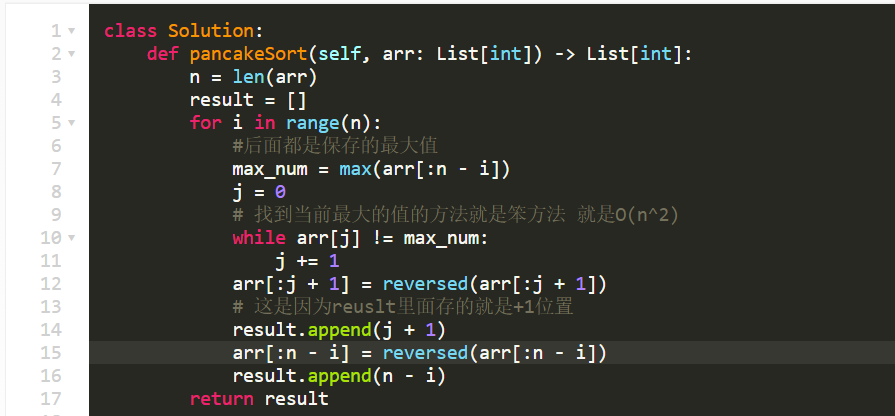 1 class Solution:
2     def pancakeSort(self, arr: List[int]) -> List[int]:
3         n = len(arr)
4         result = []
5         for i in range(n):
6             #后面都是保存的最大值
7             max_num = max(arr[:n - i])
8             j = 0
9             # 找到当前最大的值的方法就是笨方法 就是O(n^2)
10             while arr[j] != max_num:
11                 j += 1
12             arr[:j + 1] = reversed(arr[:j + 1])
13             # 这是因为reuslt里面存的就是+1位置
14             result.append(j + 1)
15             arr[:n - i] = reversed(arr[:n - i])
16             result.append(n - i)
17         return result